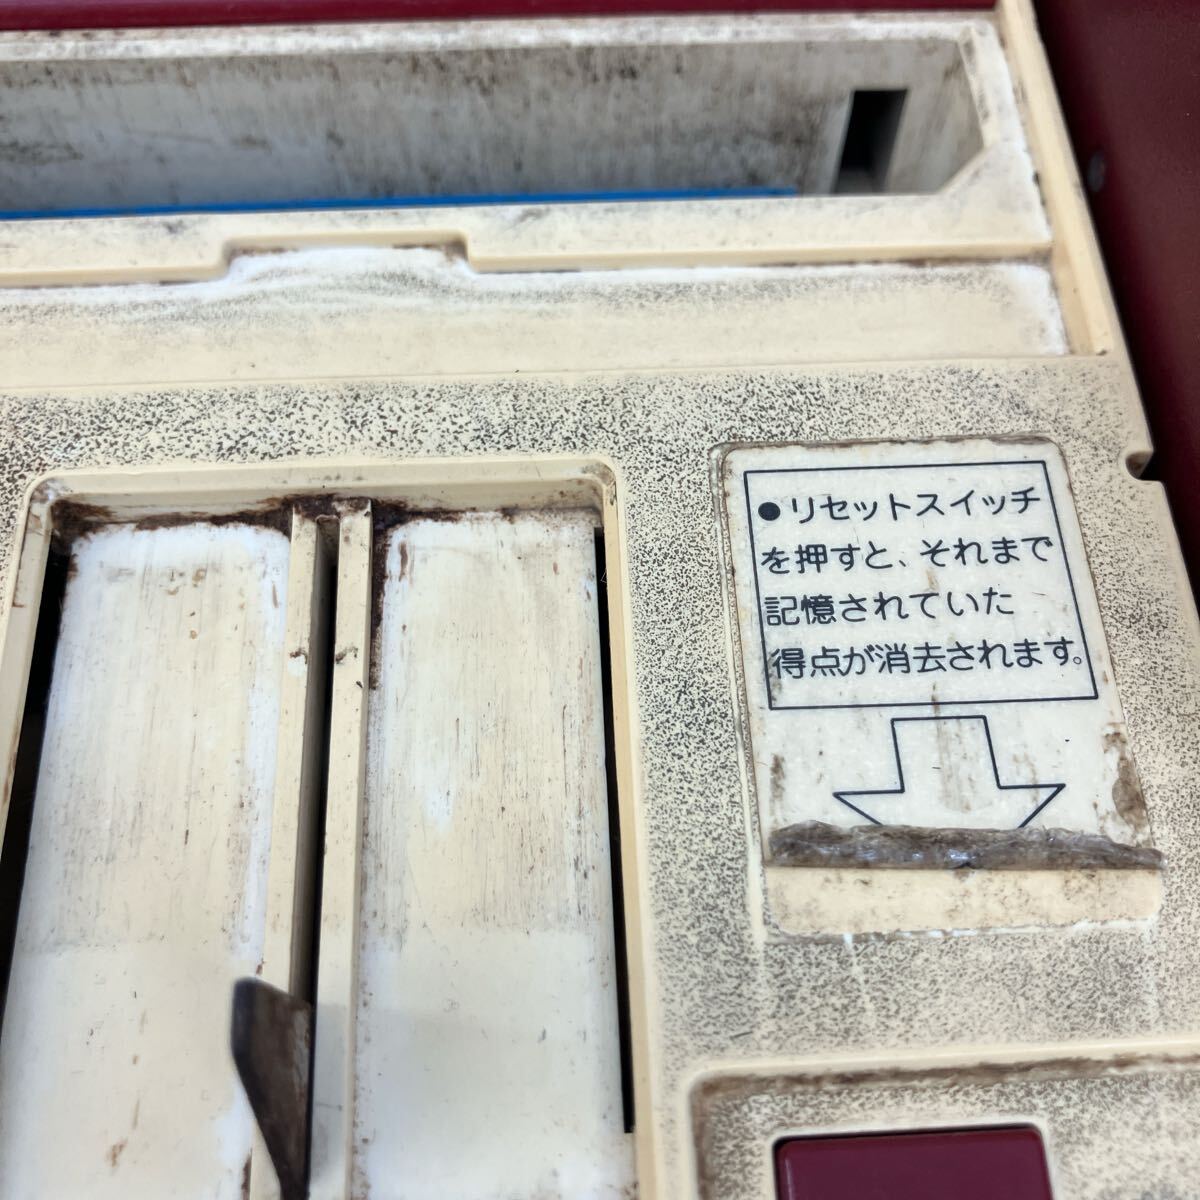 ●リセットスイッチ
を押すと、それまで
記憶されていた
得点が消去されます。